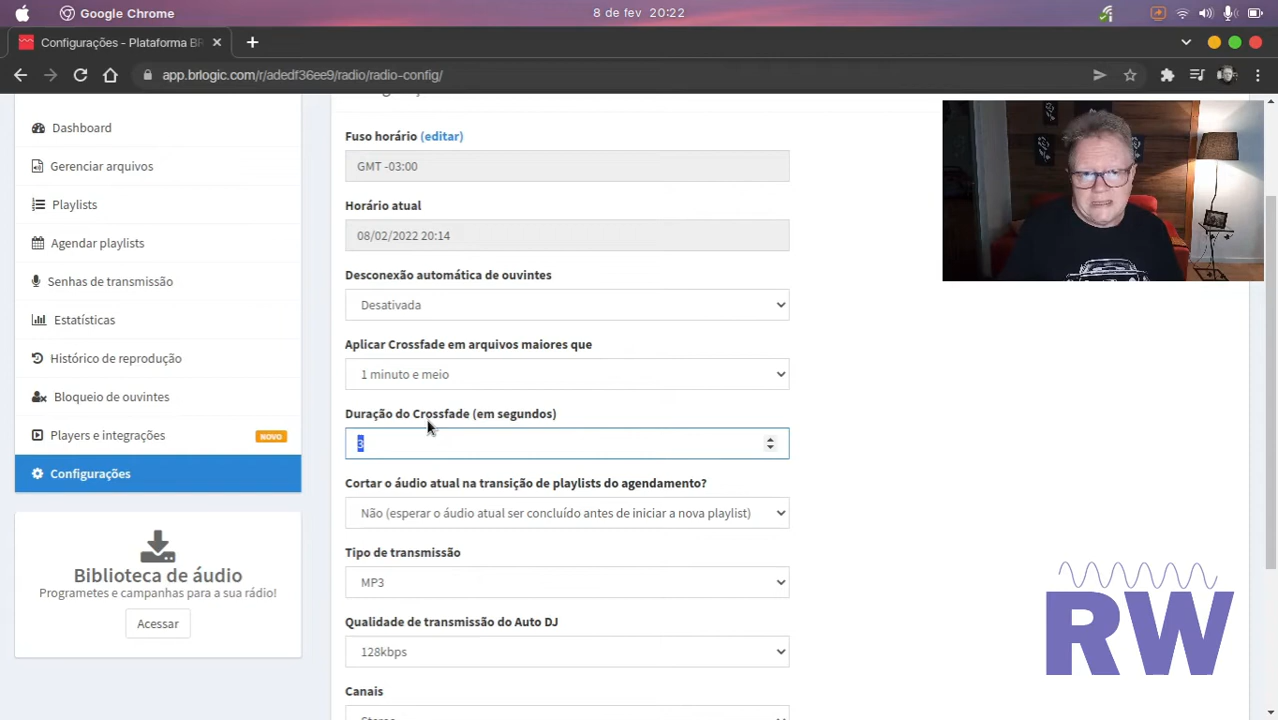 Google Chrome
8 de fev 20:22
Configurações - Plataforma BR
app.brlogic.com/r/adedf36ee9/radio/radio-config/
Dashboard
Gerenciar arquivos
Playlists
Agendar playlists
Senhas de transmissão
Estatísticas
Histórico de reprodução
Bloqueio de ouvintes
Players e integrações
NOVO
Configurações
Biblioteca de áudio
Programetes e campanhas para a sua rádio!
Acessar
Fuso horário (editar)
GMT -03:00
Horário atual
08/02/2022 20:14
Desconexão automática de ouvintes
Desativada
Aplicar Crossfade em arquivos maiores que
1 minuto e meio
Duração do Crossfade (em segundos)
3
Cortar o áudio atual na transição de playlists do agendamento?
Não (esperar o áudio atual ser concluído antes de iniciar a nova playlist)
Tipo de transmissão
MP3
Qualidade de transmissão do Auto DJ
128kbps
Canais
RW